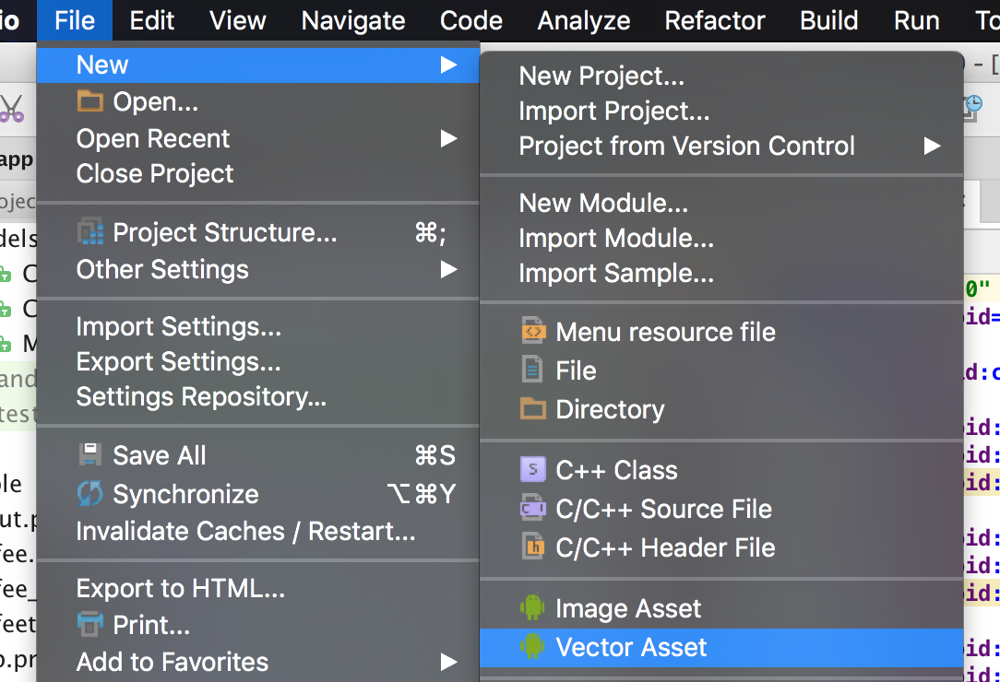 io File Edit View Navigate Code Analyze Refactor Build Run To
New
Open...
Open Recent
Close Project
Project Structure... ⌘;
Other Settings
Import Settings...
Export Settings...
Settings Repository...
Save All ⌘S
Synchronize ⌥⌘Y
Invalidate Caches / Restart...
Export to HTML...
Print...
Add to Favorites
New Project...
Import Project...
Project from Version Control
New Module...
Import Module...
Import Sample...
Menu resource file
File
Directory
C++ Class
C/C++ Source File
C/C++ Header File
Image Asset
Vector Asset
app
ojec
dels
C
C
M
and
test
le
ut.p
fee.
fee_
feet
o.pr
- [
0"
oid=
id:c
oid:
oid:
oid:
oid:
oid:
oid:
oid:
oid: